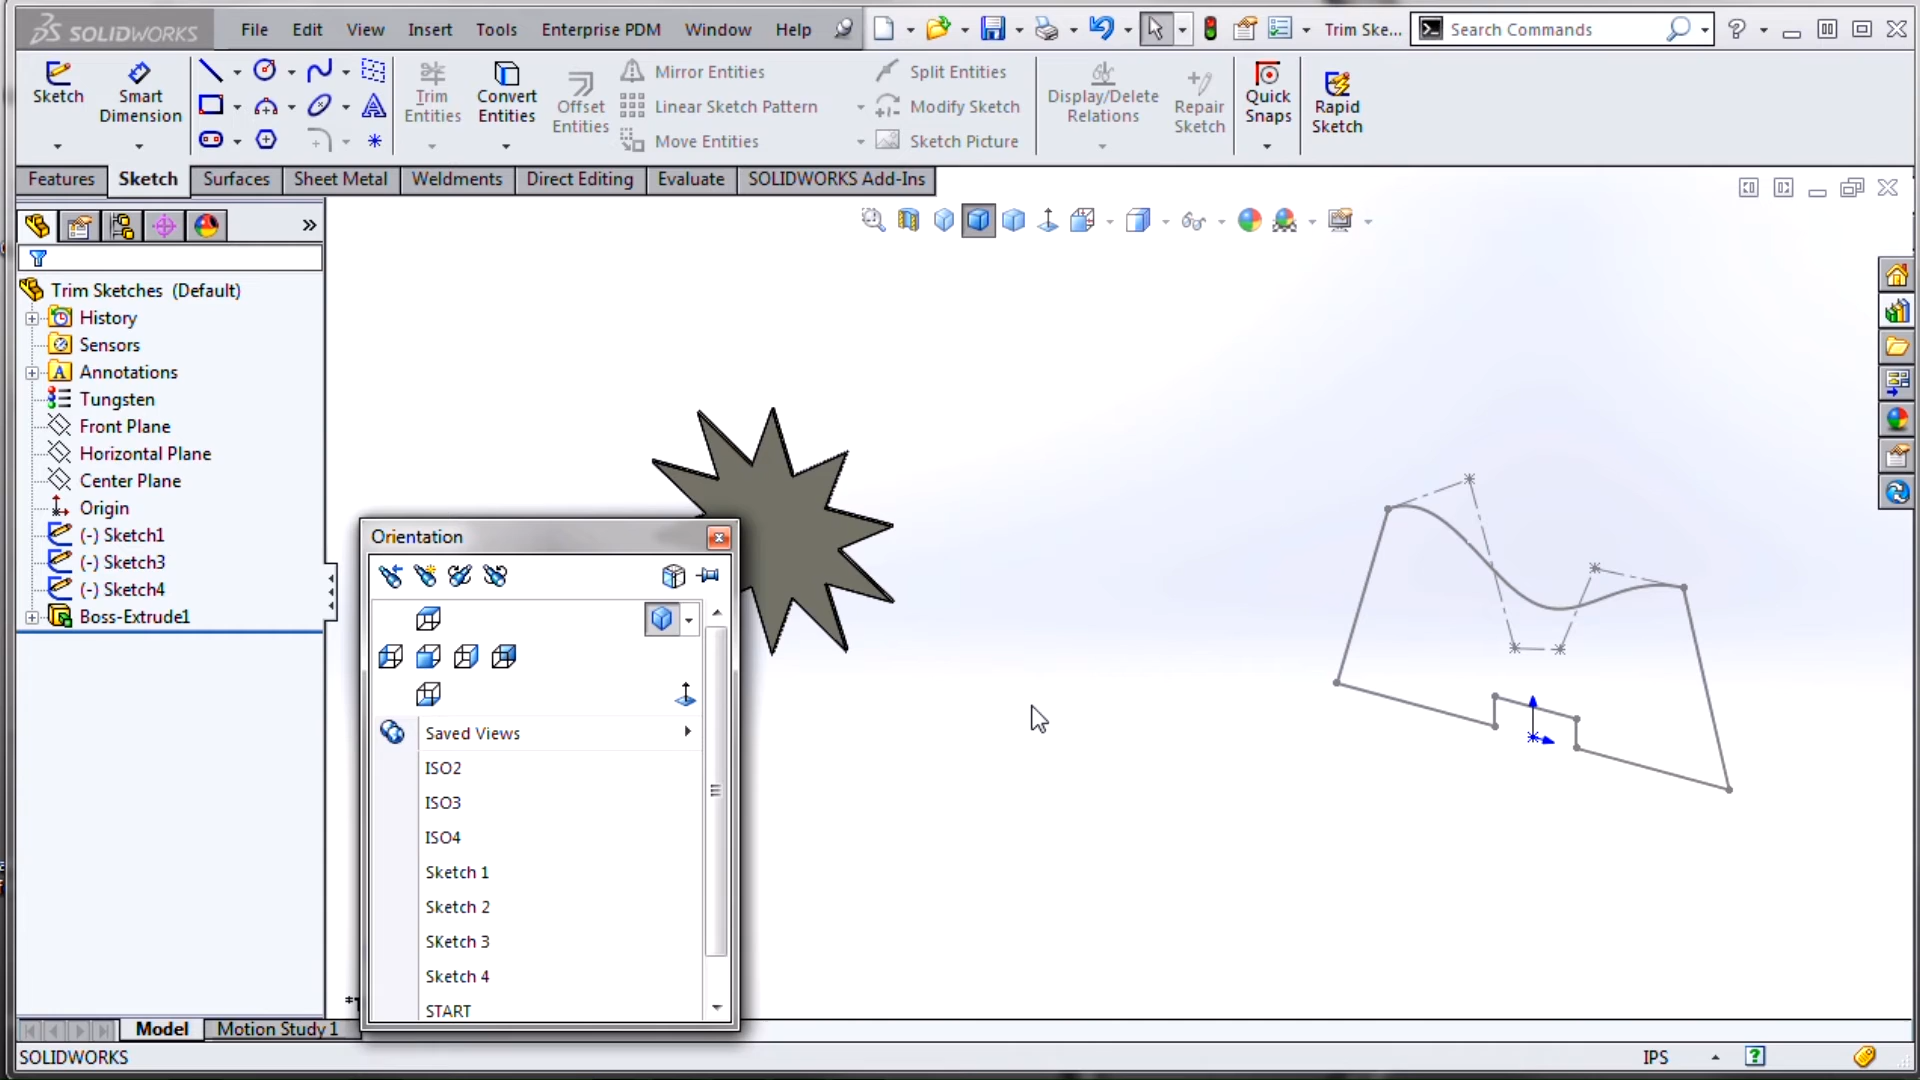 SOLIDWORKS File Edit View Insert Tools Enterprise PDM Window Help Trim Ske... Search Commands ?
Sketch Smart Dimension Trim Entities Convert Entities Offset Entities Mirror Entities Linear Sketch Pattern Move Entities Split Entities Modify Sketch Sketch Picture Display/Delete Relations Repair Sketch Quick Snaps Rapid Sketch
Features Sketch Surfaces Sheet Metal Weldments Direct Editing Evaluate SOLIDWORKS Add-Ins
Trim Sketches (Default)
History
Sensors
Annotations
Tungsten
Front Plane
Horizontal Plane
Center Plane
Origin
(-) Sketch1
(-) Sketch3
(-) Sketch4
Boss-Extrude1
Orientation
Saved Views
ISO2
ISO3
ISO4
Sketch 1
Sketch 2
SKetch 3
Sketch 4
START
Model Motion Study 1
SOLIDWORKS IPS